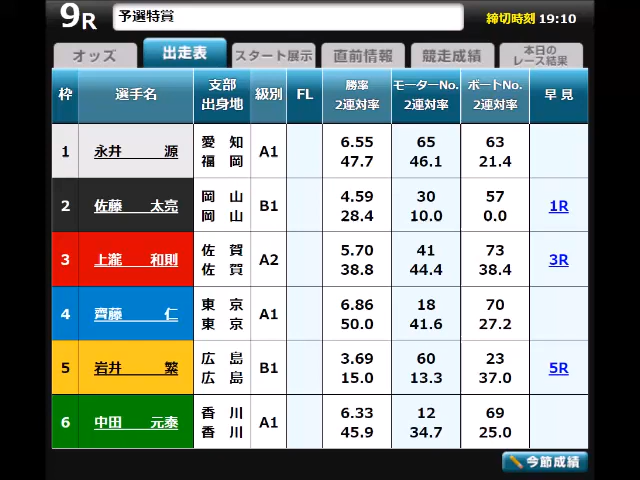 9R 予選特賞 締切時刻 19:10
オッズ 出走表 スタート展示 直前情報 競走成績 本日の
レース結果
枠 選手名 支部 級別 FL 勝率 モーターNo. ボートNo. 早見
出身地 2連対率 2連対率 2連対率
1 永井 源 愛知 A1 6.55 65 63
福岡 47.7 46.1 21.4
2 佐藤 太亮 岡山 B1 4.59 30 57 1R
岡山 28.4 10.0 0.0
3 上瀧 和則 佐賀 A2 5.70 41 73 3R
佐賀 38.8 44.4 38.4
4 齊藤 仁 東京 A1 6.86 18 70
東京 50.0 41.6 27.2
5 岩井 繁 広島 B1 3.69 60 23 5R
広島 15.0 13.3 37.0
6 中田 元泰 香川 A1 6.33 12 69
香川 45.9 34.7 25.0
今節成績